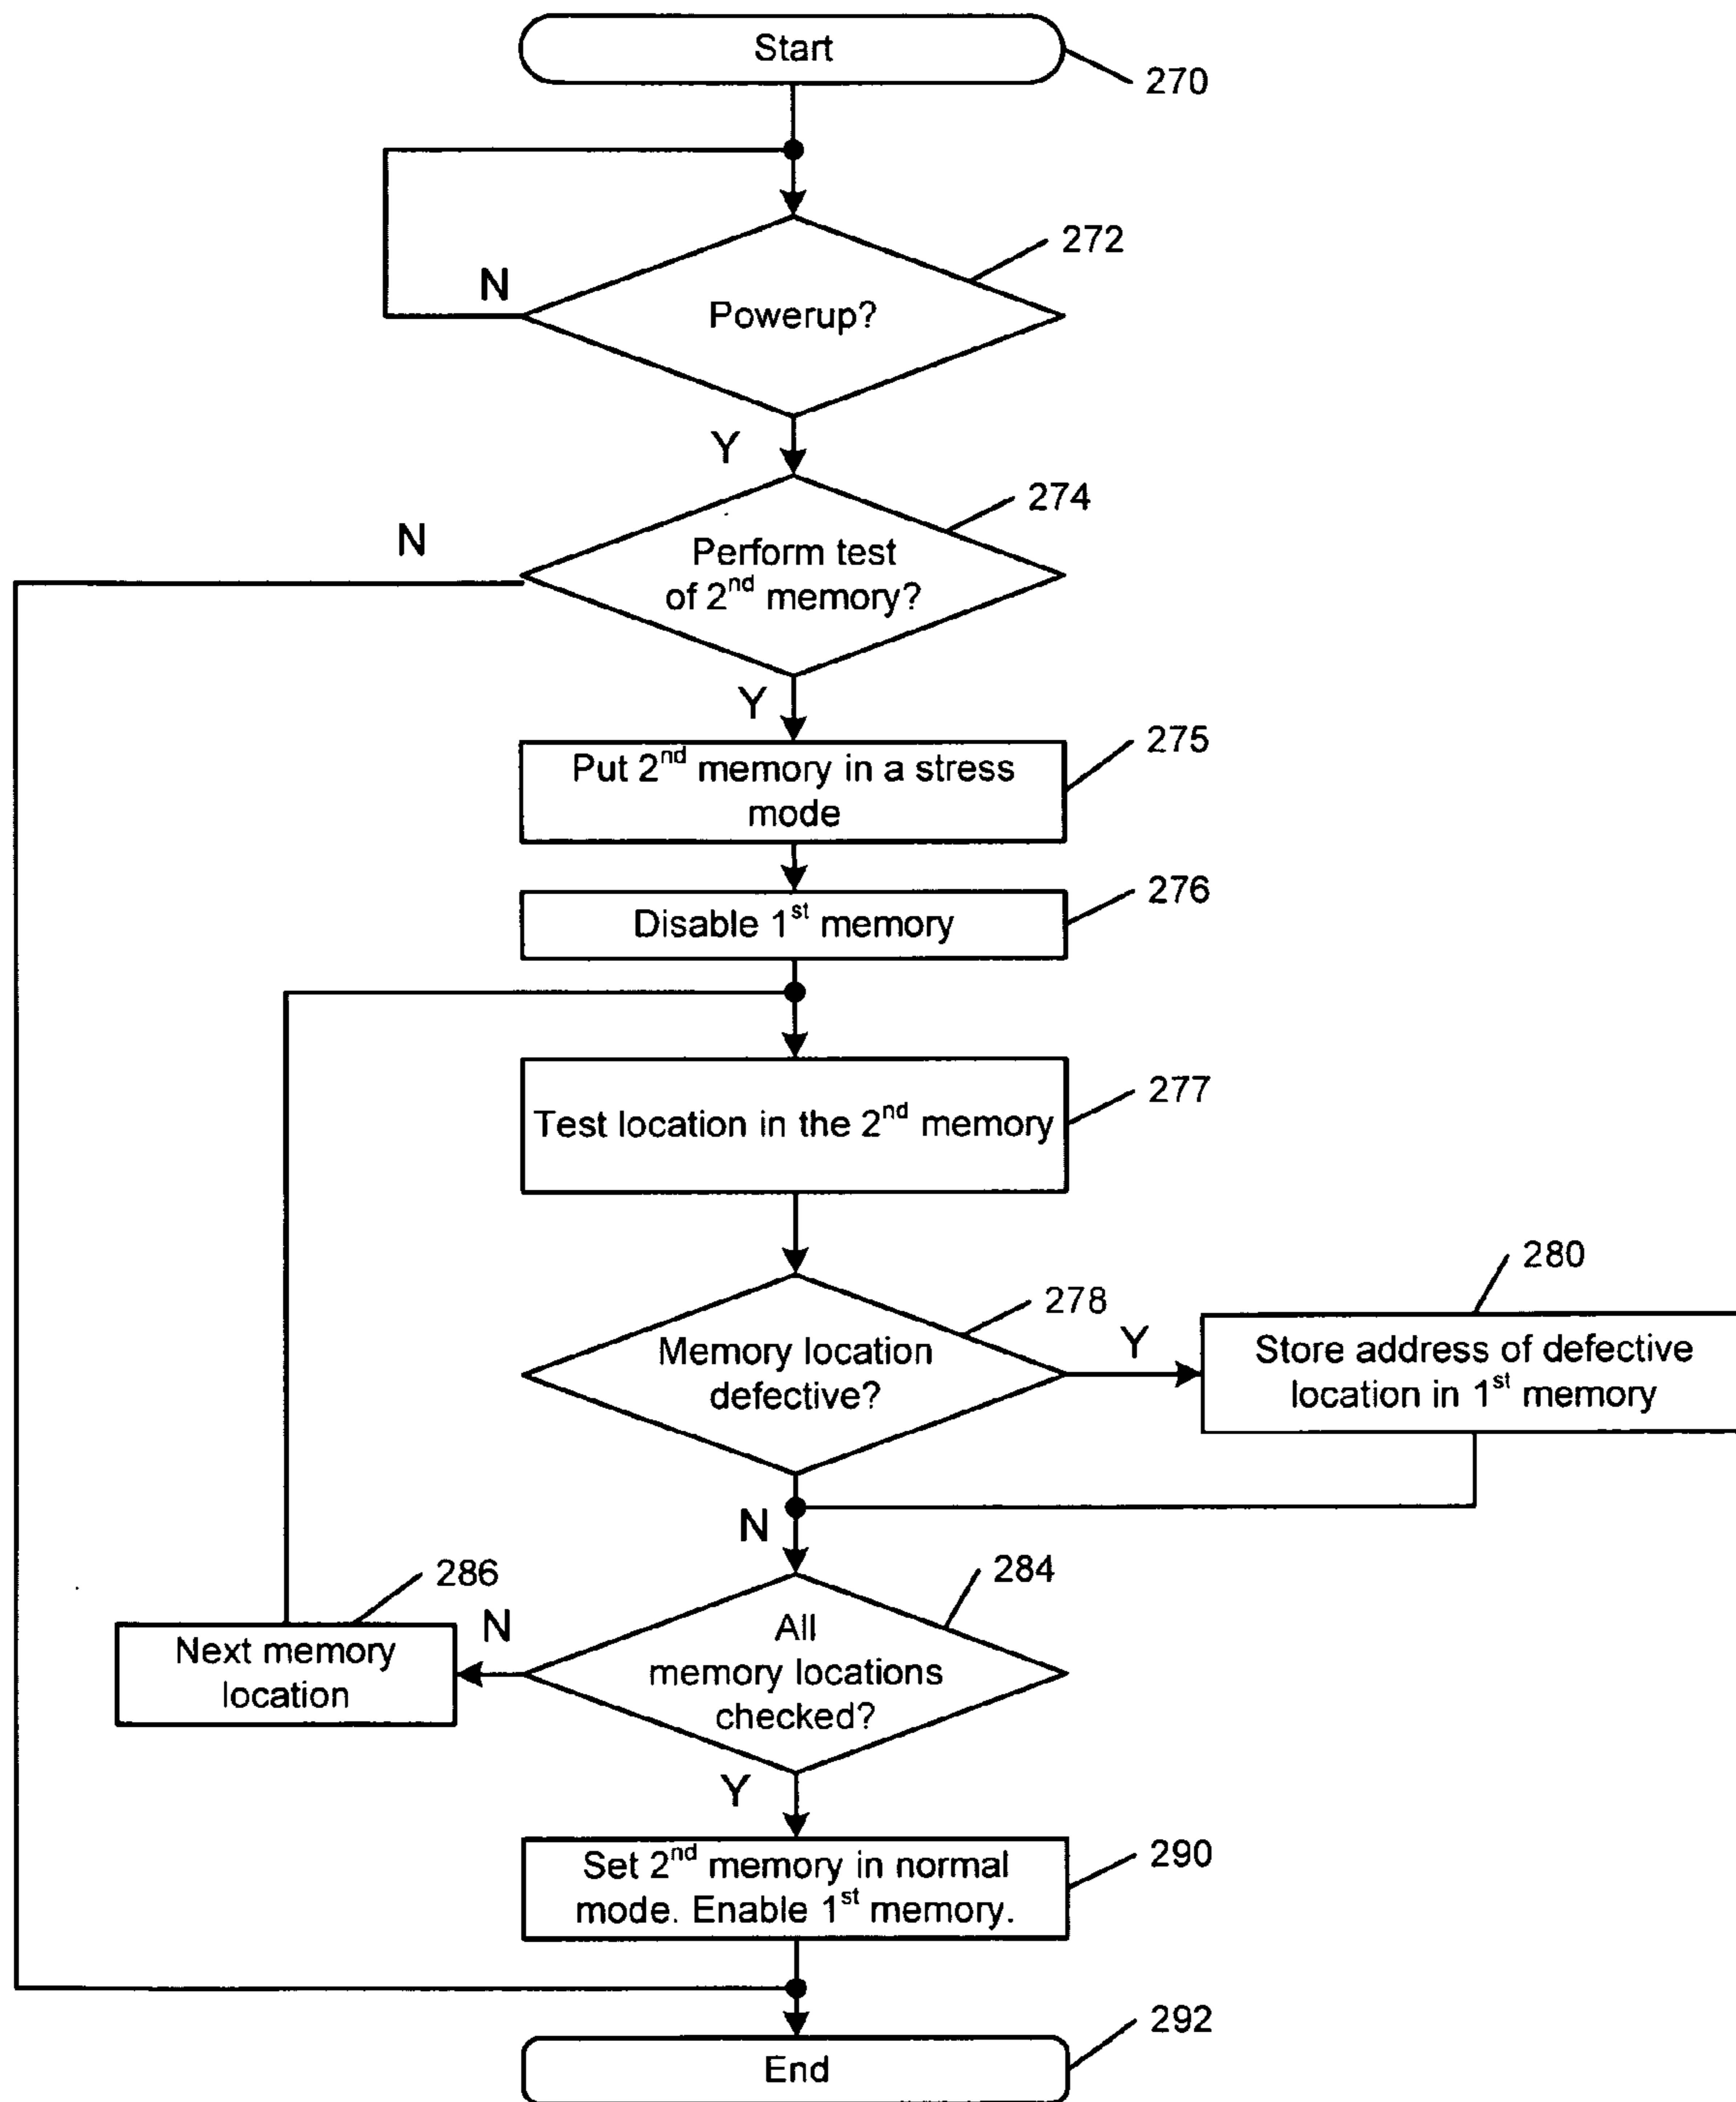 Start
270
272
N
Powerup?
Y
274
N
Perform test
of 2nd memory?
Y
275
Put 2nd memory in a stress
mode
276
Disable 1st memory
277
Test location in the 2nd memory
280
278
Y
Memory location
defective?
Store address of defective
location in 1st memory
N
286
284
N
All
memory locations
checked?
Next memory
location
Y
290
Set 2nd memory in normal
mode. Enable 1st memory.
292
End